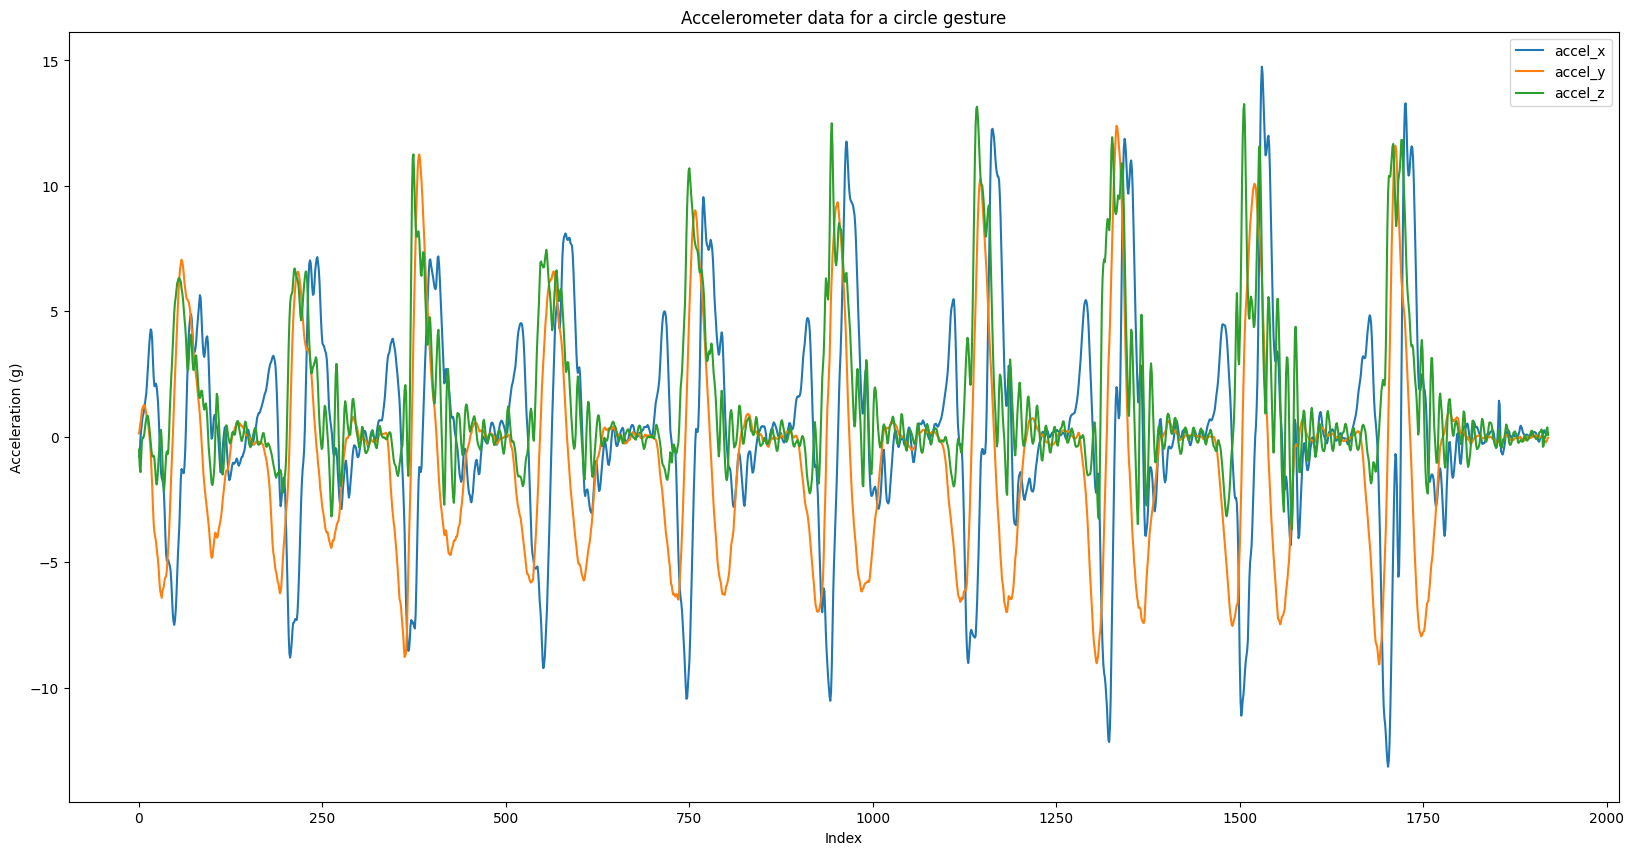 Accelerometer data for a circle gesture
accel_x
accel_y
accel_z
Acceleration (g)
15
10
5
0
−5
−10
0
250
500
750
1000
1250
1500
1750
2000
Index